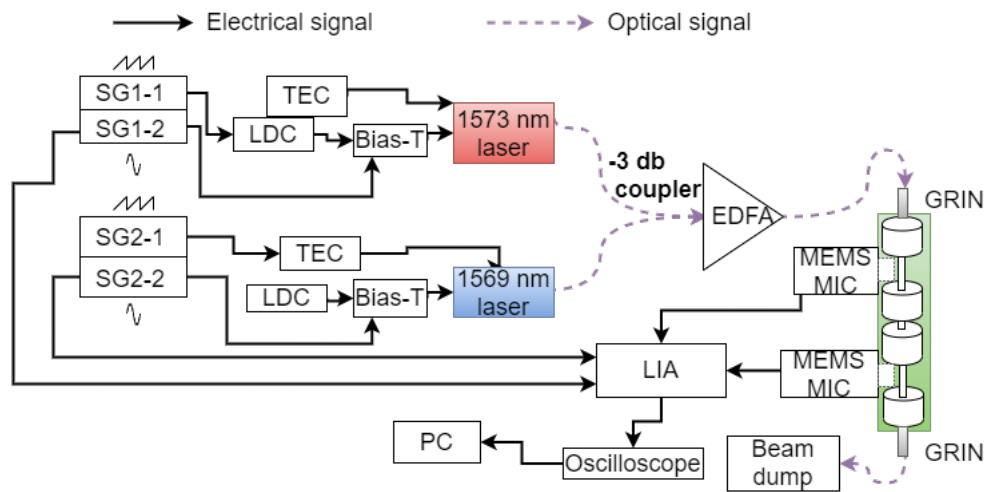 Electrical signal
Optical signal
SG1-1
SG1-2
TEC
LDC
Bias-T
1573 nm
laser
-3 db
coupler
EDFA
GRIN
SG2-1
SG2-2
TEC
LDC
Bias-T
1569 nm
laser
MEMS
MIC
LIA
MEMS
MIC
PC
Oscilloscope
Beam
dump
GRIN